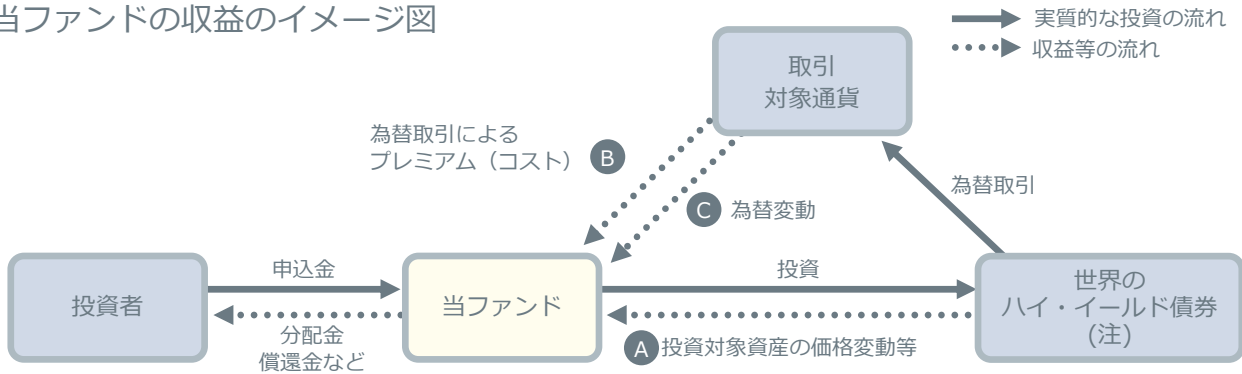 当ファンドの収益のイメージ図
実質的な投資の流れ
収益等の流れ
取引
対象通貨
為替取引による
プレミアム（コスト）
B
為替取引
C
為替変動
投資者
申込金
分配金
償還金など
当ファンド
投資
A
投資対象資産の価格変動等
世界の
ハイ・イールド債券
(注)